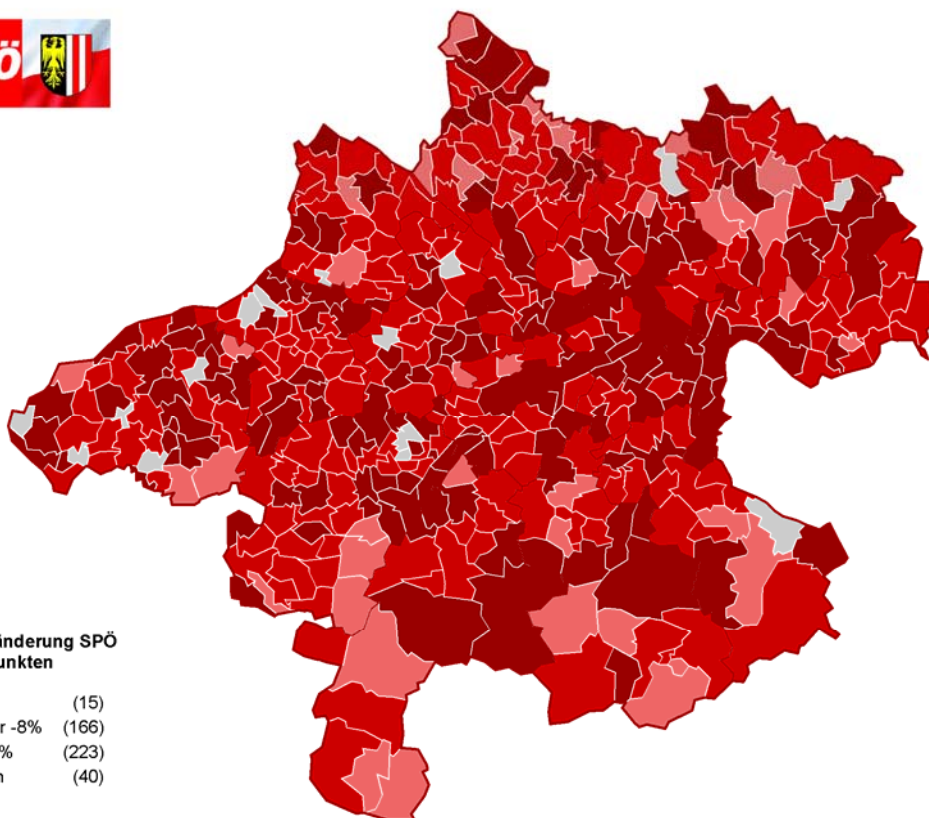 Ö
änderung SPÖ
unkten
(15)
r -8% (166)
% (223)
n (40)